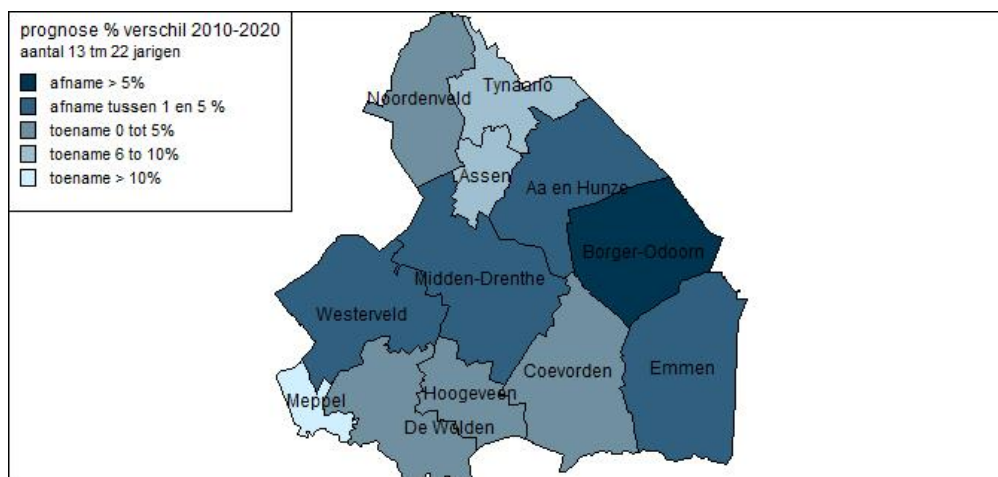 prognose % verschil 2010-2020
aantal 13 tm 22 jarigen
afname > 5%
afname tussen 1 en 5 %
toename 0 tot 5%
toename 6 to 10%
toename > 10%
Tynaarlo
Noordenveld
Assen
Aa en Hunze
Borger-Odoorn
Midden-Drenthe
Westerveld
Coevorden
Emmen
Hoogeveen
Meppel
De Wolden